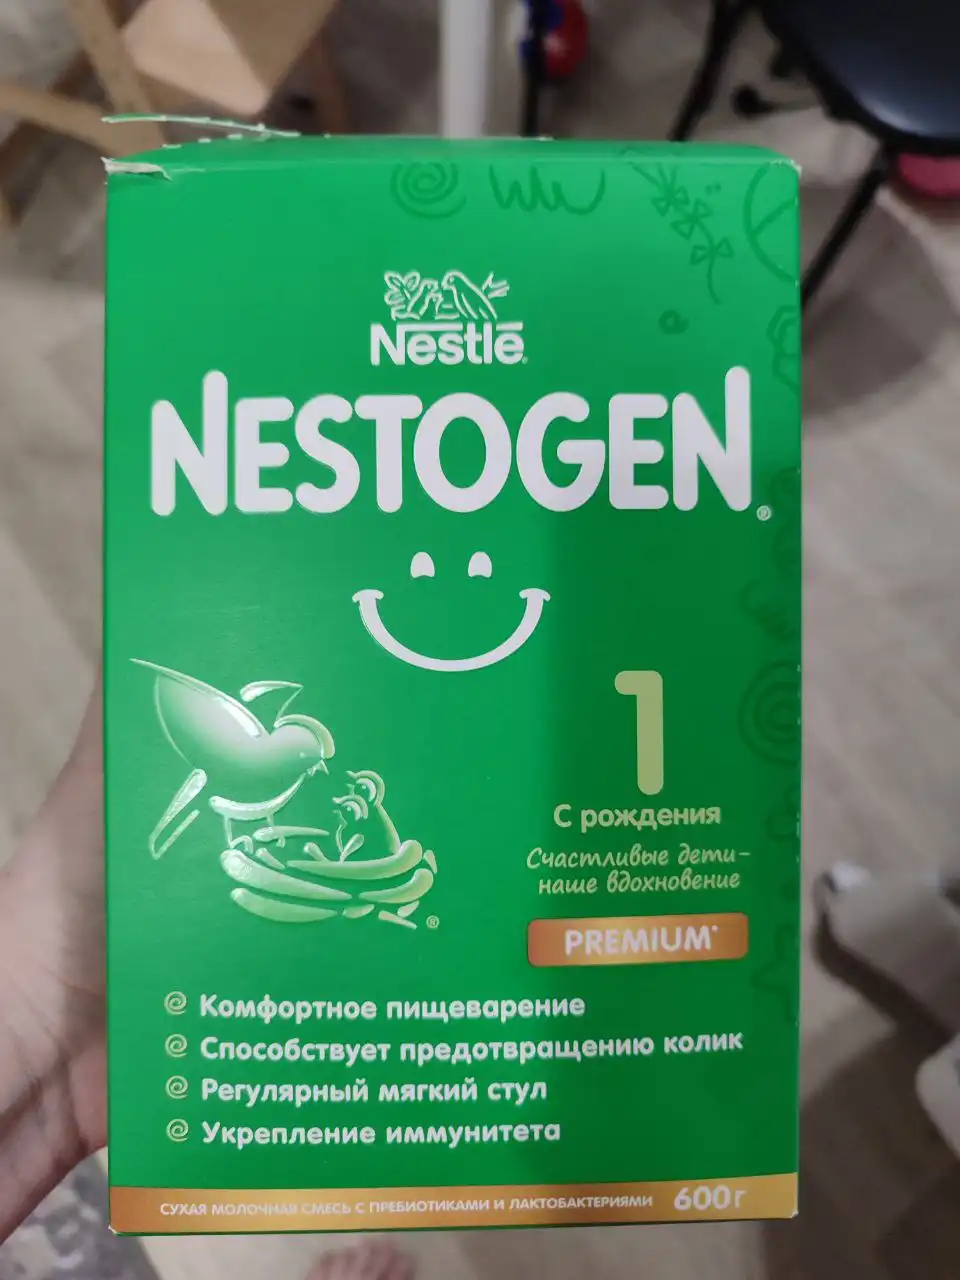 Nestlé
NESTOGEN®
1
С рождения
Счастливые дети–
наше вдохновение
PREMIUM*
Комфортное пищеварение
Способствует предотвращению колик
Регулярный мягкий стул
Укрепление иммунитета
СУХАЯ МОЛОЧНАЯ СМЕСЬ С ПРЕБИОТИКАМИ И ЛАКТОБАКТЕРИЯМИ 600г